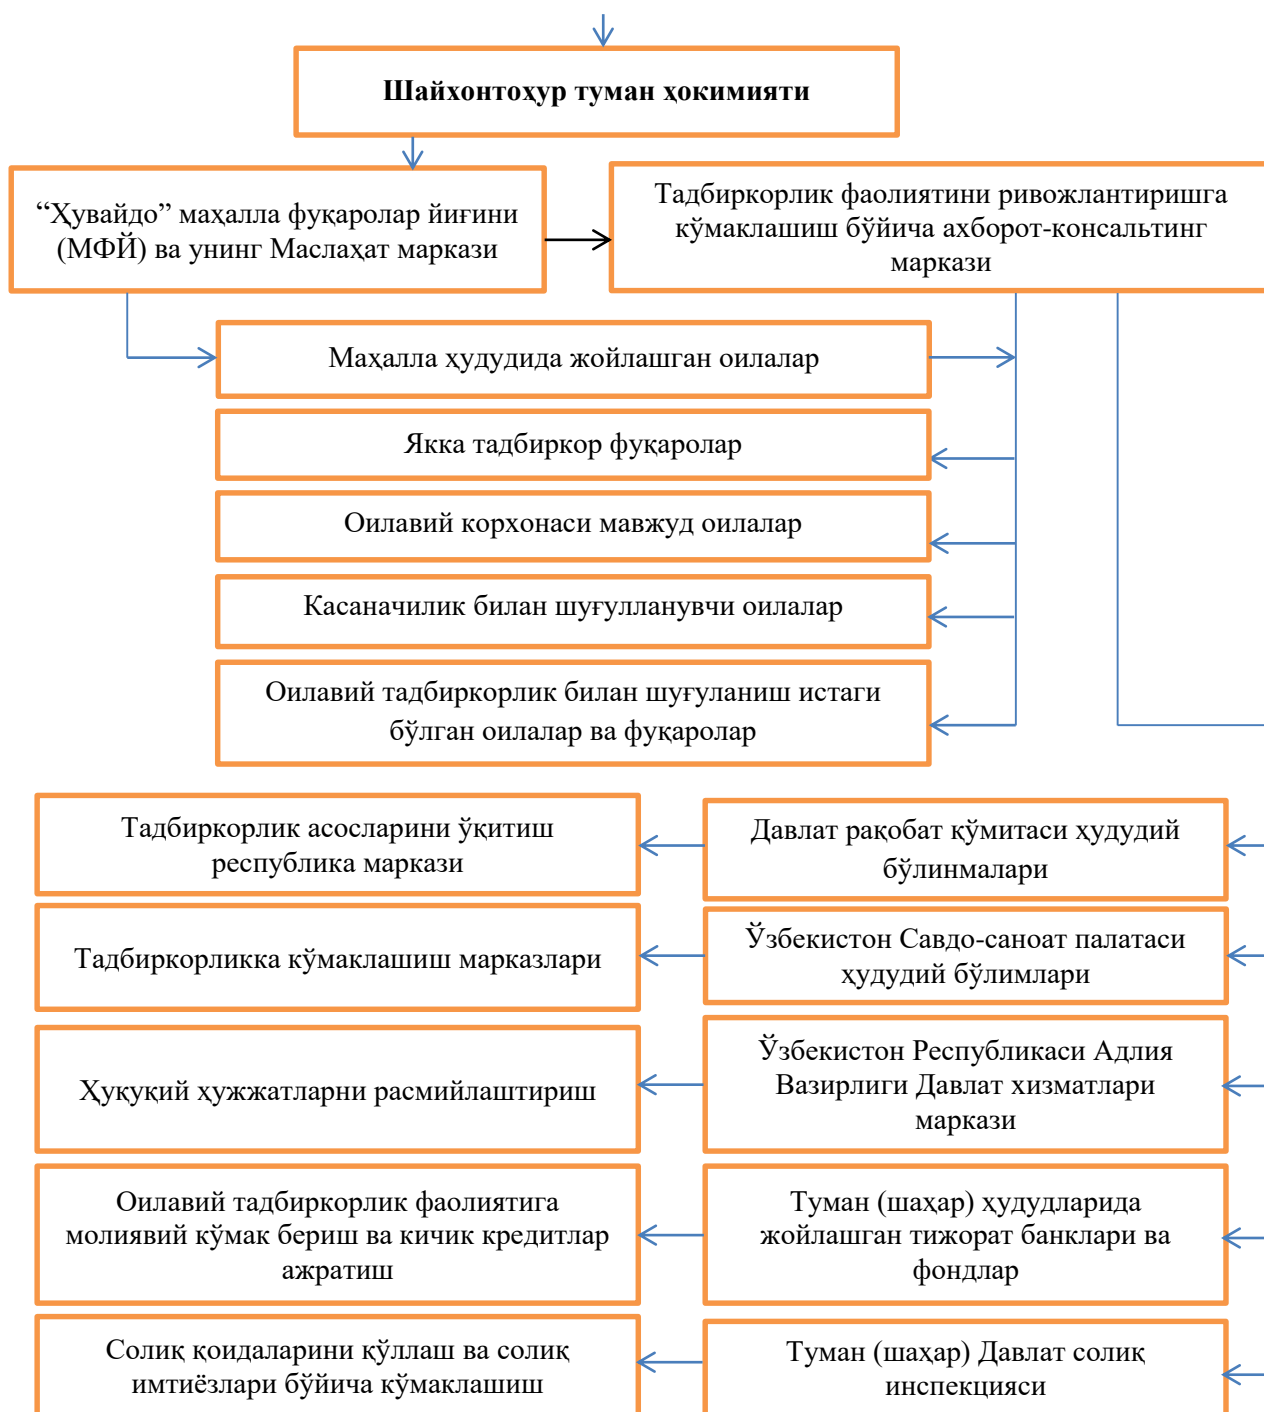 Шайхонтоҳур туман ҳокимияти
“Ҳувайдо” маҳалла фуқаролар йиғини
(МФЙ) ва унинг Маслаҳат маркази
Тадбиркорлик фаолиятини ривожлантиришга
кўмаклашиш бўйича ахборот-консальтинг
маркази
Маҳалла ҳудудида жойлашган оилалар
Якка тадбиркор фуқаролар
Оилавий корхонаси мавжуд оилалар
Касаначилик билан шуғулланувчи оилалар
Оилавий тадбиркорлик билан шуғуланиш истаги
бўлган оилалар ва фуқаролар
Тадбиркорлик асосларини ўқитиш
республика маркази
Давлат рақобат қўмитаси ҳудудий
бўлинмалари
Тадбиркорликка кўмаклашиш марказлари
Ўзбекистон Савдо-саноат палатаси
ҳудудий бўлимлари
Ҳуқуқий ҳужжатларни расмийлаштириш
Ўзбекистон Республикаси Адлия
Вазирлиги Давлат хизматлари
маркази
Оилавий тадбиркорлик фаолиятига
молиявий кўмак бериш ва кичик кредитлар
ажратиш
Туман (шаҳар) ҳудудларида
жойлашган тижорат банклари ва
фондлар
Солиқ қоидаларини қўллаш ва солиқ
имтиёзлари бўйича кўмаклашиш
Туман (шаҳар) Давлат солиқ
инспекцияси